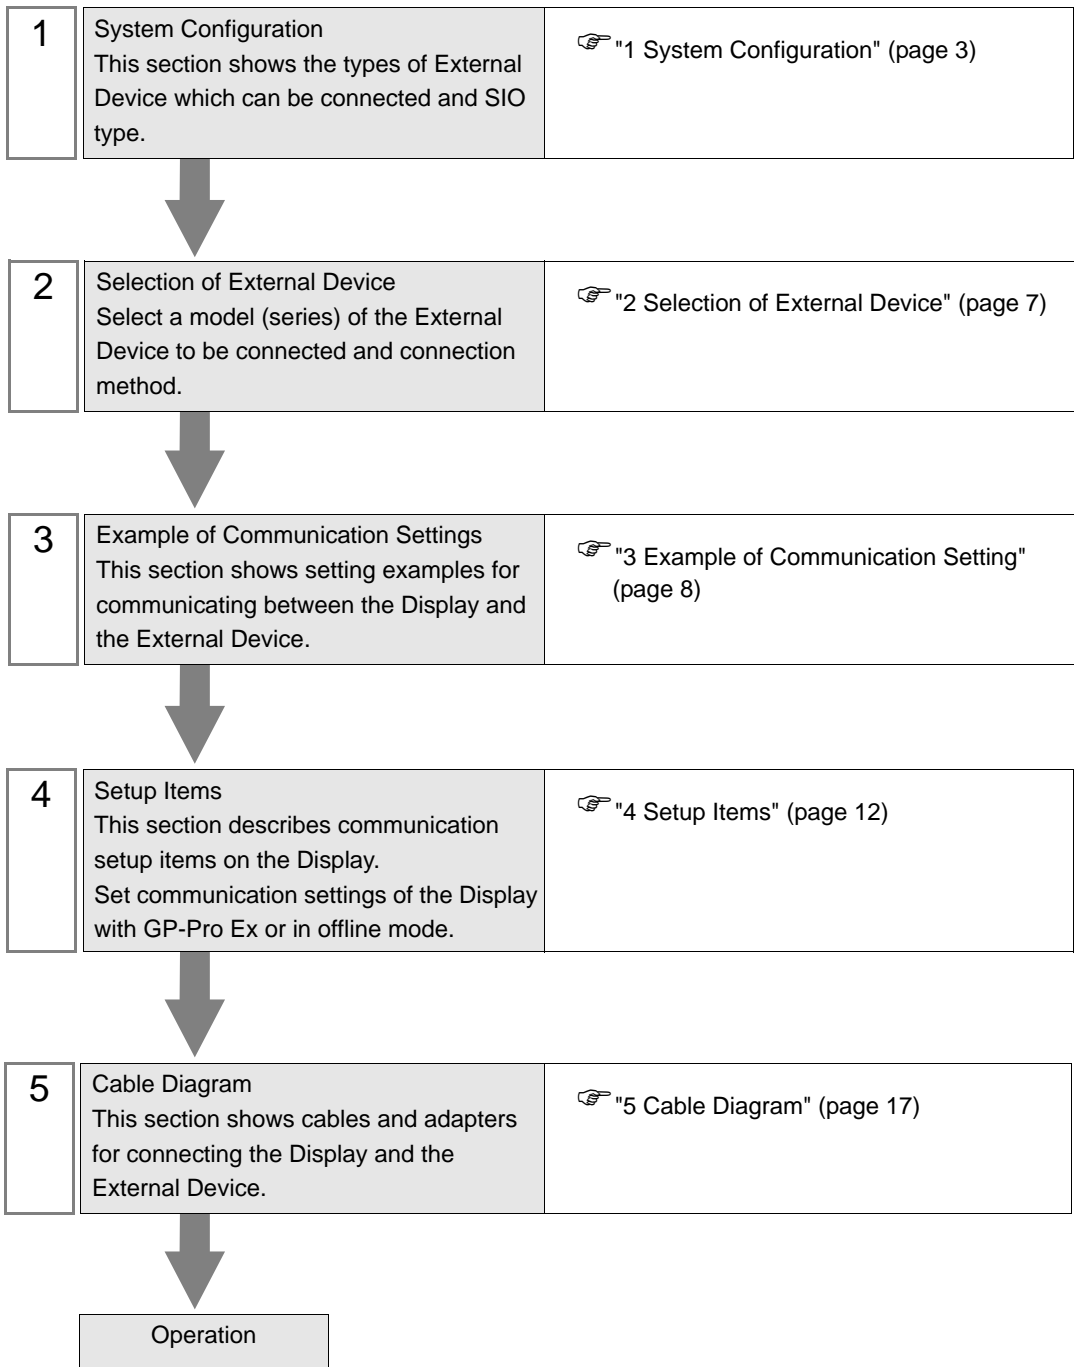 1
System Configuration
This section shows the types of External
Device which can be connected and SIO
type.
"1 System Configuration" (page 3)
2
Selection of External Device
Select a model (series) of the External
Device to be connected and connection
method.
"2 Selection of External Device" (page 7)
3
Example of Communication Settings
This section shows setting examples for
communicating between the Display and
the External Device.
"3 Example of Communication Setting"
(page 8)
4
Setup Items
This section describes communication
setup items on the Display.
Set communication settings of the Display
with GP-Pro Ex or in offline mode.
"4 Setup Items" (page 12)
5
Cable Diagram
This section shows cables and adapters
for connecting the Display and the
External Device.
"5 Cable Diagram" (page 17)
Operation